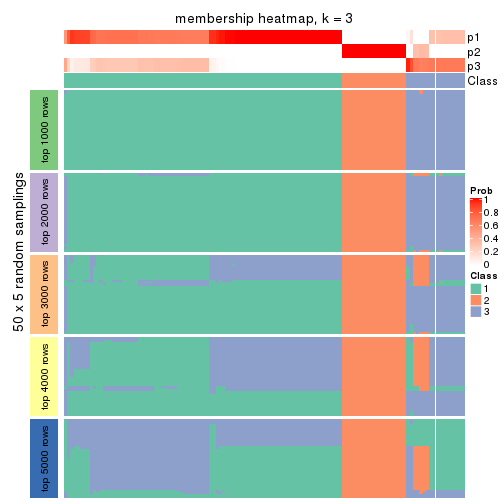 membership heatmap, k = 3
p1
p2
p3
Class
50 x 5 random samplings
top 1000 rows
top 2000 rows
top 3000 rows
top 4000 rows
top 5000 rows
Prob
1
0.8
0.6
0.4
0.2
0
Class
1
2
3